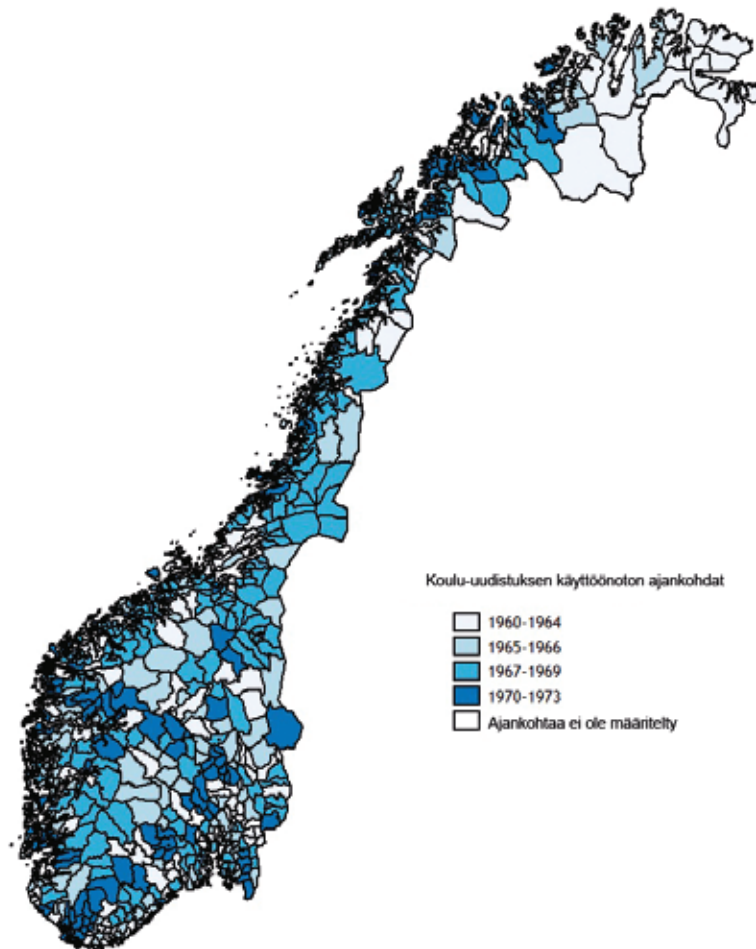 Koulu-uudistuksen käyttöönoton ajankohdat
1960-1964
1965-1966
1967-1969
1970-1973
Ajankohtaa ei ole määritelty